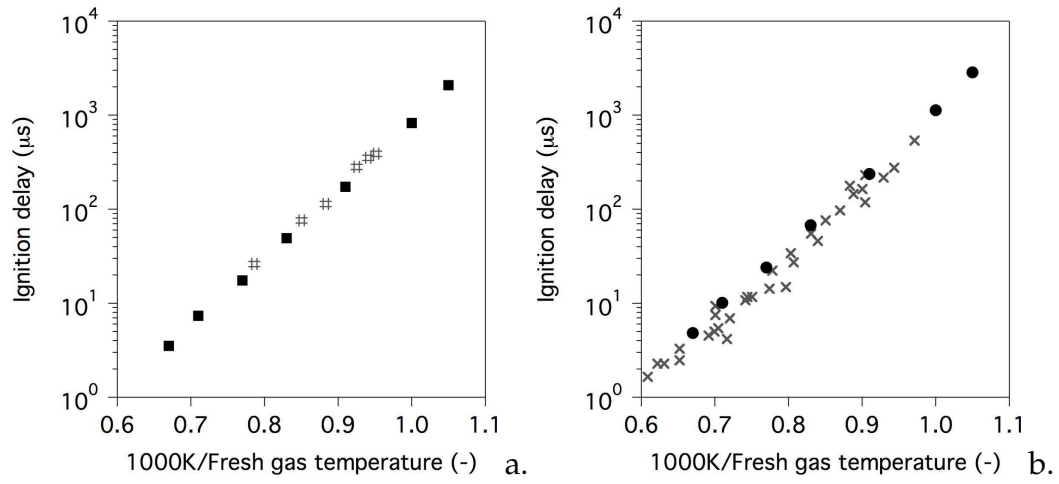 10^4
10^3
10^2
10^1
10^0
Ignition delay (µs)
0.6 0.7 0.8 0.9 1.0 1.1
1000K/Fresh gas temperature (-)
a.
10^4
10^3
10^2
10^1
10^0
Ignition delay (µs)
0.6 0.7 0.8 0.9 1.0 1.1
1000K/Fresh gas temperature (-)
b.